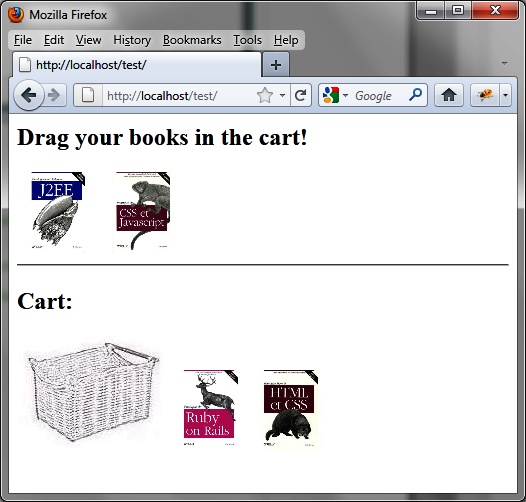 Mozilla Firefox
File Edit View History Bookmarks Tools Help
http://localhost/test/
http://localhost/test/ Google
Drag your books in the cart!
J2EE
CSS et
Javascript
Cart:
Ruby
on Rails
HTML
et CSS